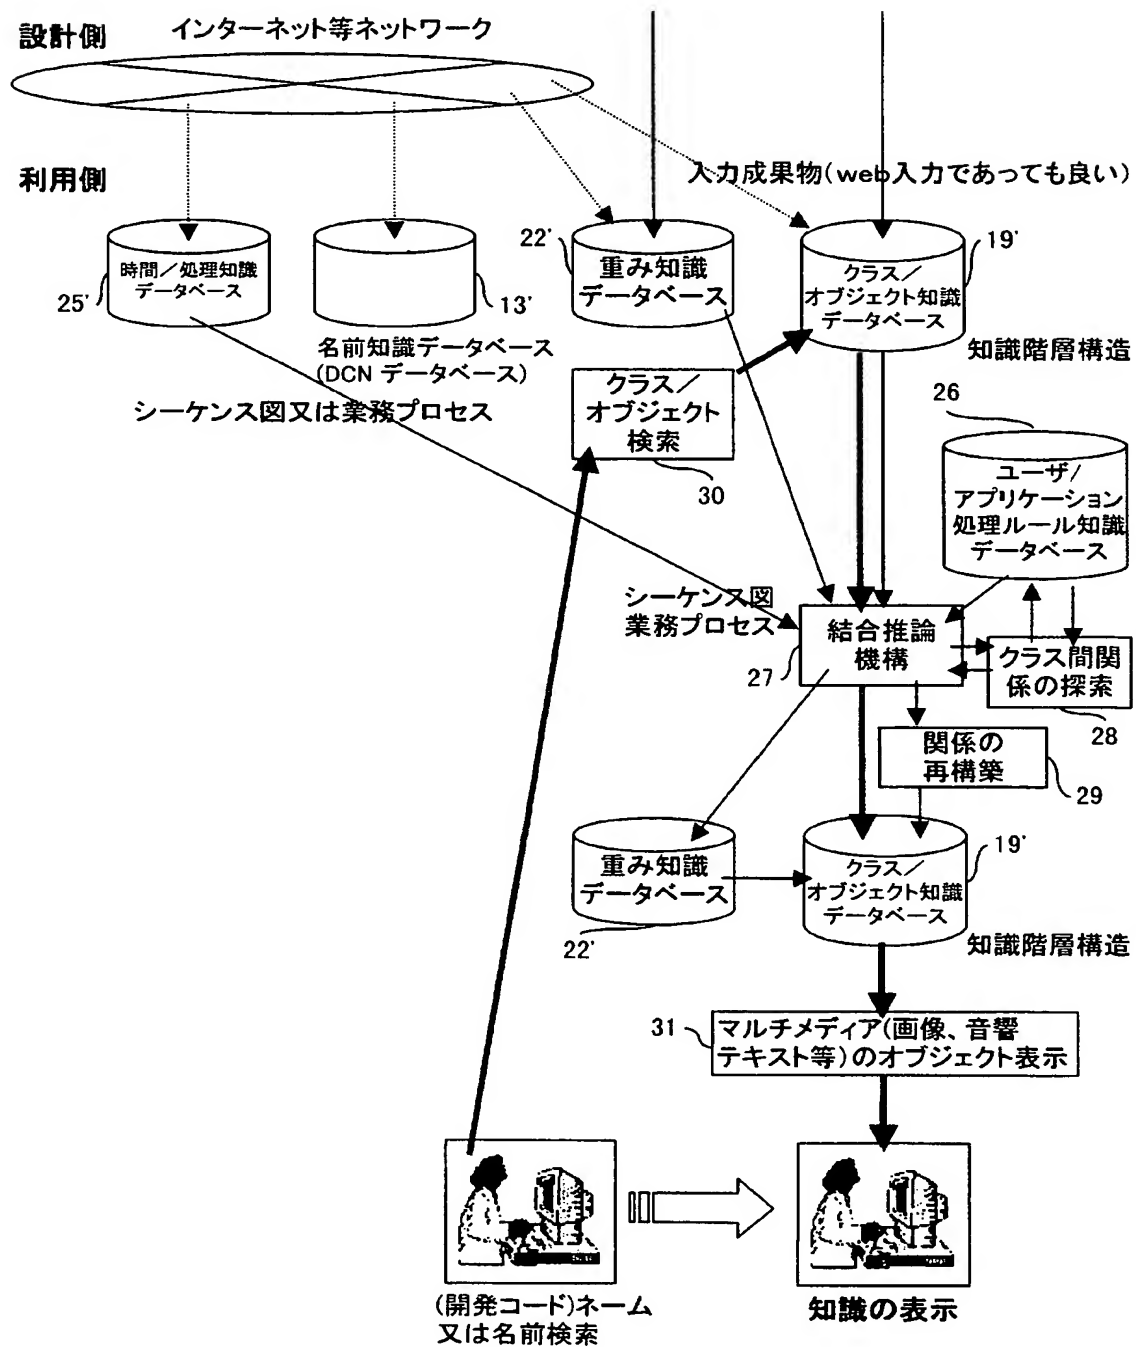 設計側
インターネット等ネットワーク
利用側
入力成果物(web入力であっても良い)
25'
時間／処理知識
データベース
13'
名前知識データベース
(DCN データベース)
22'
重み知識
データベース
19'
クラス／
オブジェクト知識
データベース
知識階層構造
シーケンス図又は業務プロセス
クラス／
オブジェクト
検索
30
26
ユーザ/
アプリケーション
処理ルール知識
データベース
シーケンス図
業務プロセス
27
結合推論
機構
クラス間関
係の探索
28
関係の
再構築
29
重み知識
データベース
22'
19'
クラス／
オブジェクト知識
データベース
知識階層構造
31
マルチメディア(画像、音響
テキスト等)のオブジェクト表示
(開発コード)ネーム
又は名前検索
知識の表示